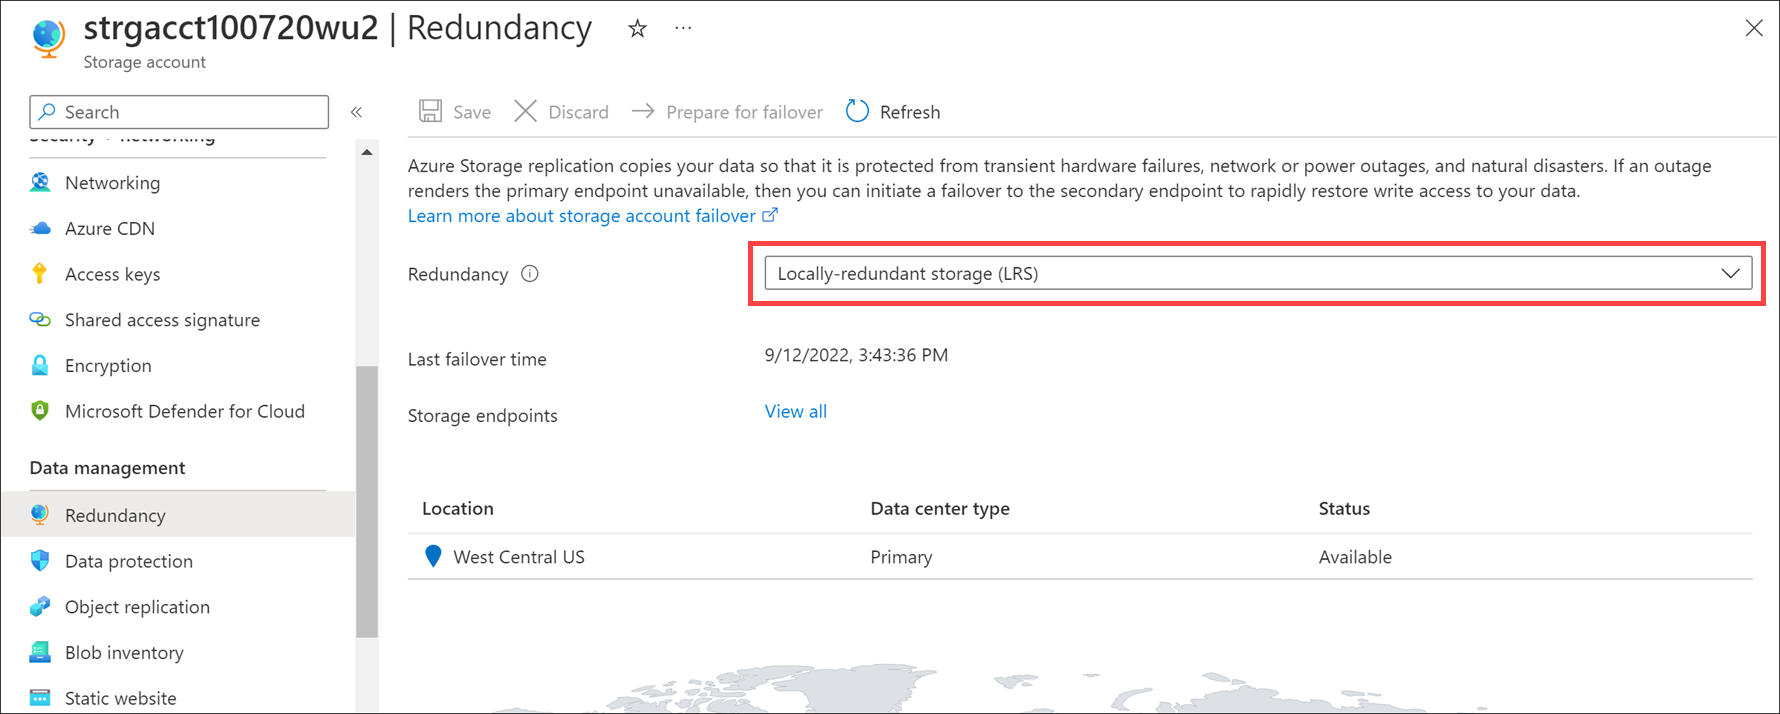 strgacct100720wu2 | Redundancy
Storage account
Search
Security + networking
Networking
Azure CDN
Access keys
Shared access signature
Encryption
Microsoft Defender for Cloud
Data management
Redundancy
Data protection
Object replication
Blob inventory
Static website
Save
Discard
Prepare for failover
Refresh
Azure Storage replication copies your data so that it is protected from transient hardware failures, network or power outages, and natural disasters. If an outage
renders the primary endpoint unavailable, then you can initiate a failover to the secondary endpoint to rapidly restore write access to your data.
Learn more about storage account failover
Redundancy
Locally-redundant storage (LRS)
Last failover time
9/12/2022, 3:43:36 PM
Storage endpoints
View all
Location Data center type Status
West Central US Primary Available